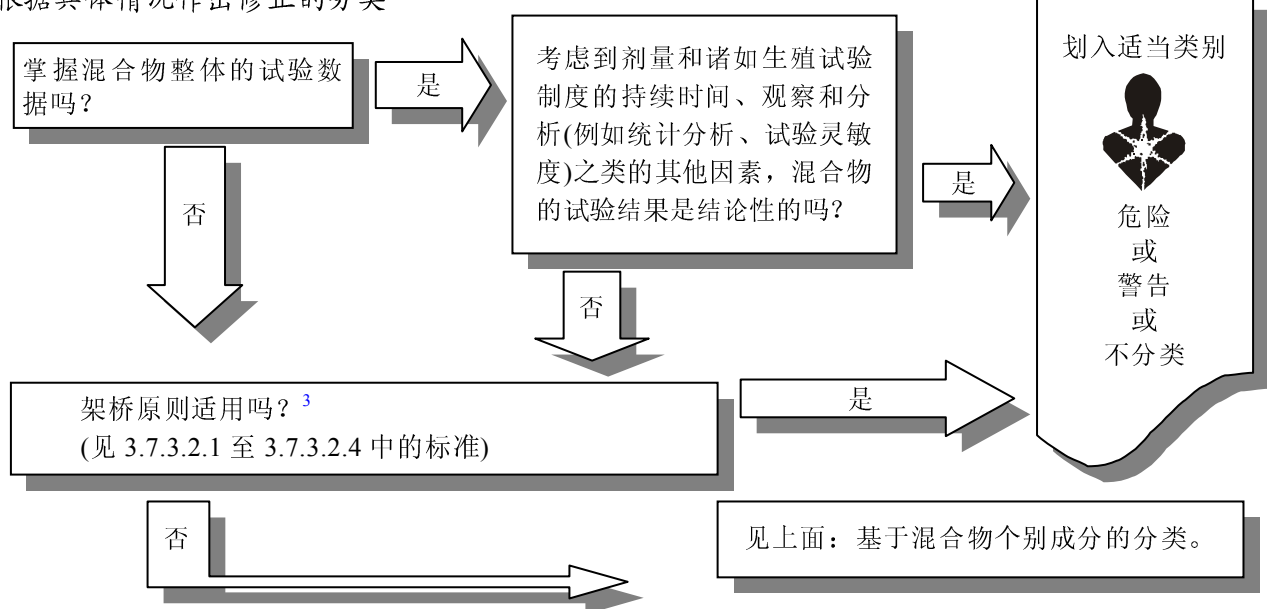 根据具体情况作出修正的分类
掌握混合物整体的试验数
据吗？
是
考虑到剂量和诸如生殖试验
制度的持续时间、观察和分
析(例如统计分析、试验灵敏
度)之类的其他因素，混合物
的试验结果是结论性的吗？
是
划入适当类别
危险
或
警告
或
不分类
否
否
架桥原则适用吗？3
(见 3.7.3.2.1 至 3.7.3.2.4 中的标准)
是
否
见上面：基于混合物个别成分的分类。